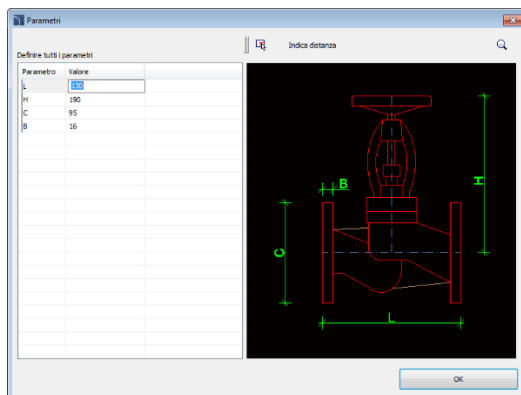 Parametri
Indica distanza
Definire tutti i parametri
Parametro Valore
L 130
H 190
C 95
B 16
B
H
C
L
OK